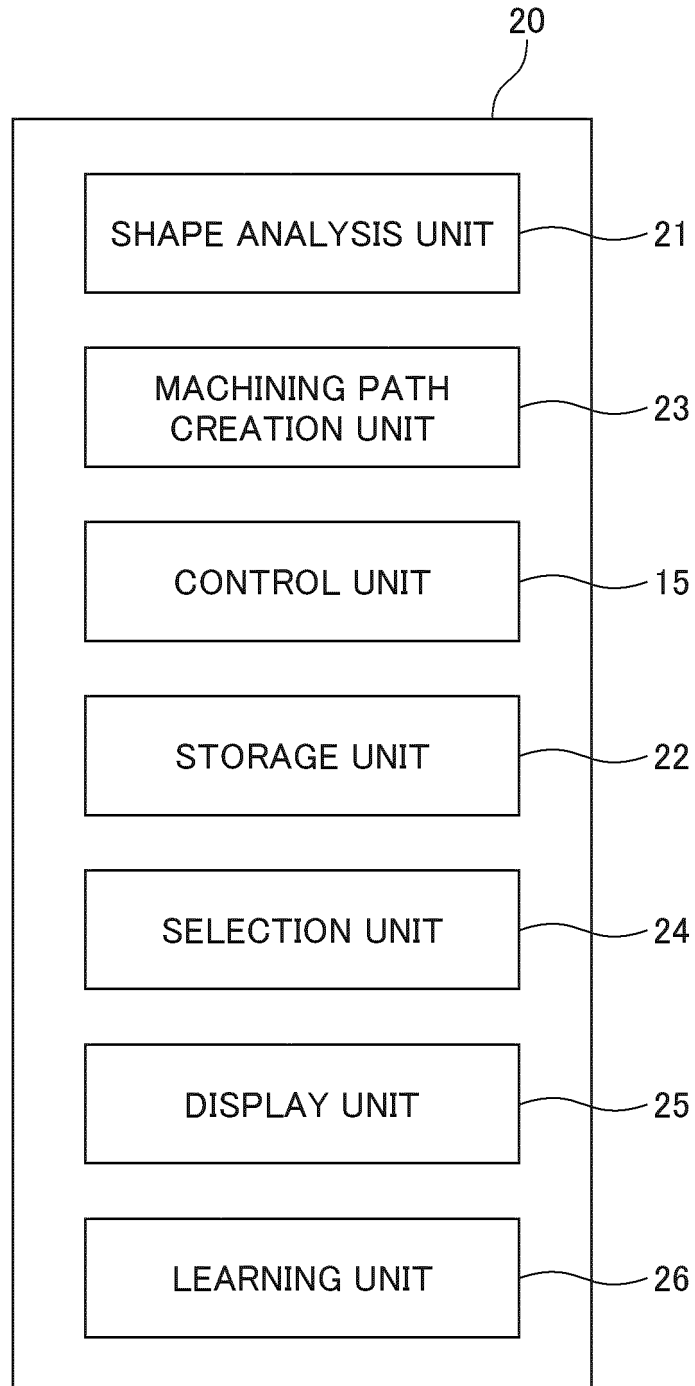 20
SHAPE ANALYSIS UNIT
21
MACHINING PATH
CREATION UNIT
23
CONTROL UNIT
15
STORAGE UNIT
22
SELECTION UNIT
24
DISPLAY UNIT
25
LEARNING UNIT
26